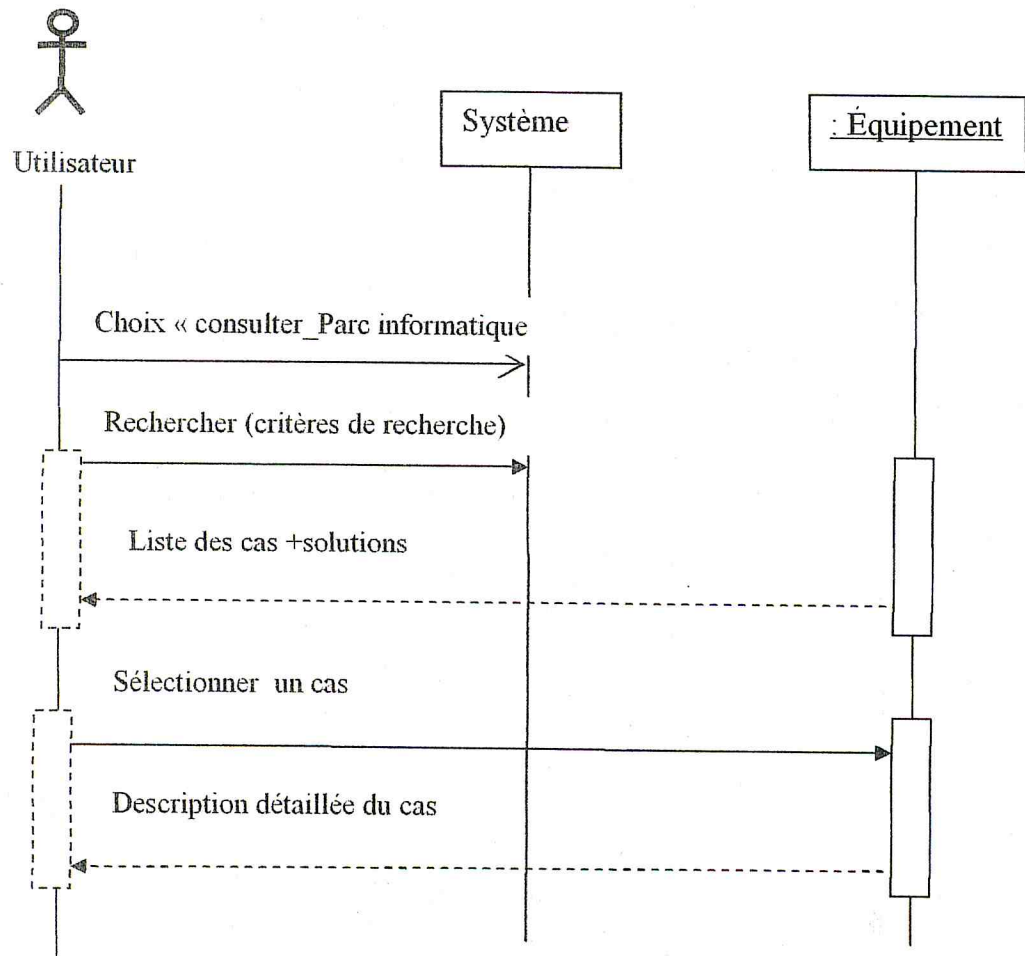 Système
: Équipement
Utilisateur
Choix « consulter_Parc informatique
Rechercher (critères de recherche)
Liste des cas +solutions
Sélectionner un cas
Description détaillée du cas